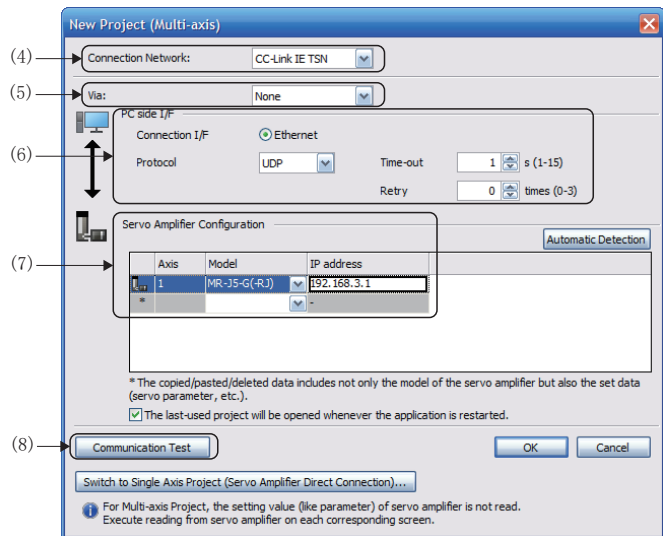 New Project (Multi-axis)
(4) Connection Network: CC-Link IE TSN
(5) Via: None
PC side I/F
Connection I/F Ethernet
(6) Protocol UDP Time-out 1 s (1-15)
Retry 0 times (0-3)
Servo Amplifier Configuration
Automatic Detection
(7)
Axis Model IP address
1 MR-J5-G(-RJ) 192.168.3.1
* -
* The copied/pasted/deleted data includes not only the model of the servo amplifier but also the set data
(servo parameter, etc.).
The last-used project will be opened whenever the application is restarted.
(8) Communication Test OK Cancel
Switch to Single Axis Project (Servo Amplifier Direct Connection)...
For Multi-axis Project, the setting value (like parameter) of servo amplifier is not read.
Execute reading from servo amplifier on each corresponding screen.